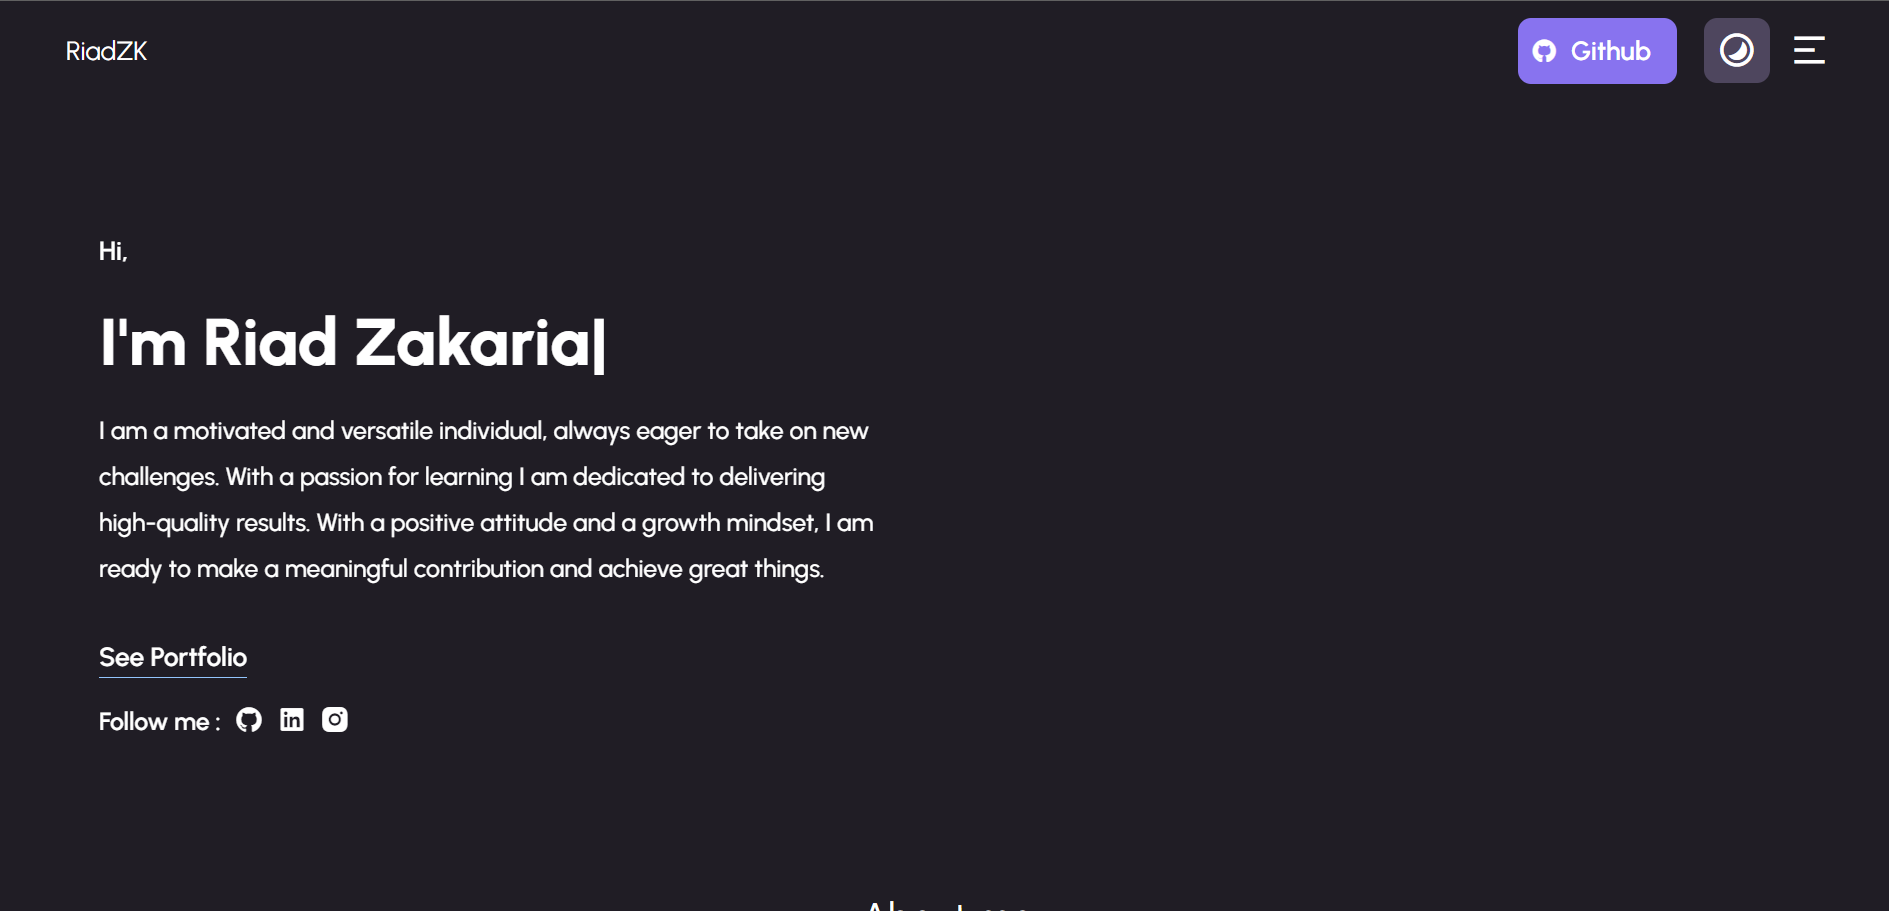 RiadZK
Github
Hi,
I'm Riad Zakaria|
I am a motivated and versatile individual, always eager to take on new
challenges. With a passion for learning I am dedicated to delivering
high-quality results. With a positive attitude and a growth mindset, I am
ready to make a meaningful contribution and achieve great things.
See Portfolio
Follow me :
About me